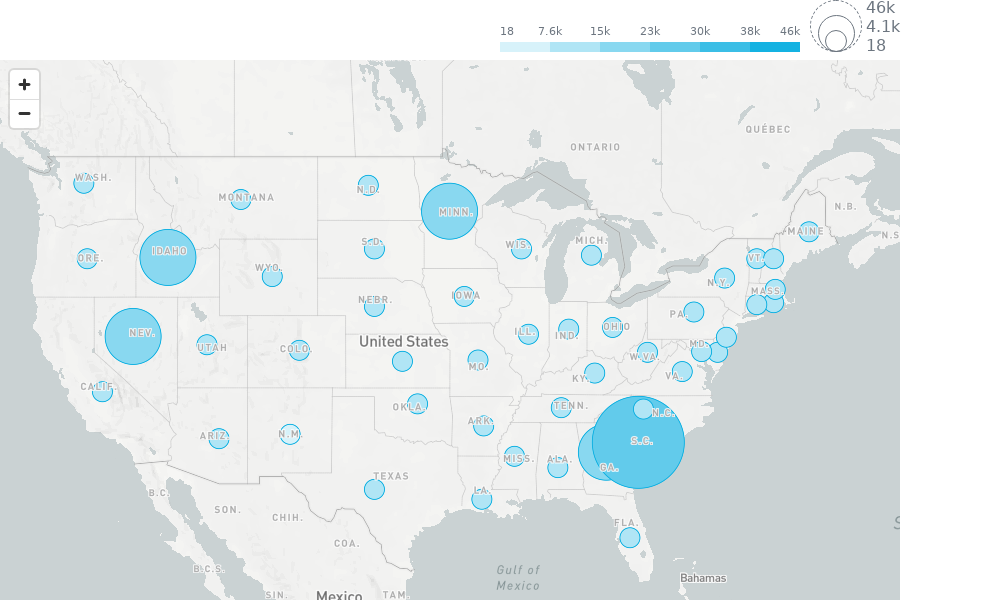 46k
18 7.6k 15k 23k 30k 38k 46k
4.1k
18
+
−
QUÉBEC
ONTARIO
WASH.
MONTANA
N.D.
MINN.
N.B.
MAINE
N.S
ORE.
IDAHO
WYO.
S.D.
WIS.
MICH.
VT.
N.Y.
MASS.
NEBR.
IOWA
PA.
NEV.
UTAH
COLO.
United States
ILL.
IND.
OHIO
MD.
W.VA.
MO.
KY.
VA.
CALIF.
OKLA.
ARK.
TENN.
N.C.
ARIZ.
N.M.
MISS.
ALA.
S.C.
GA.
TEXAS
LA.
B.C.
SON.
CHIH.
FLA.
COA.
B.C.S.
Gulf of
Mexico
Bahamas
SIN.
Mexico
TAM.